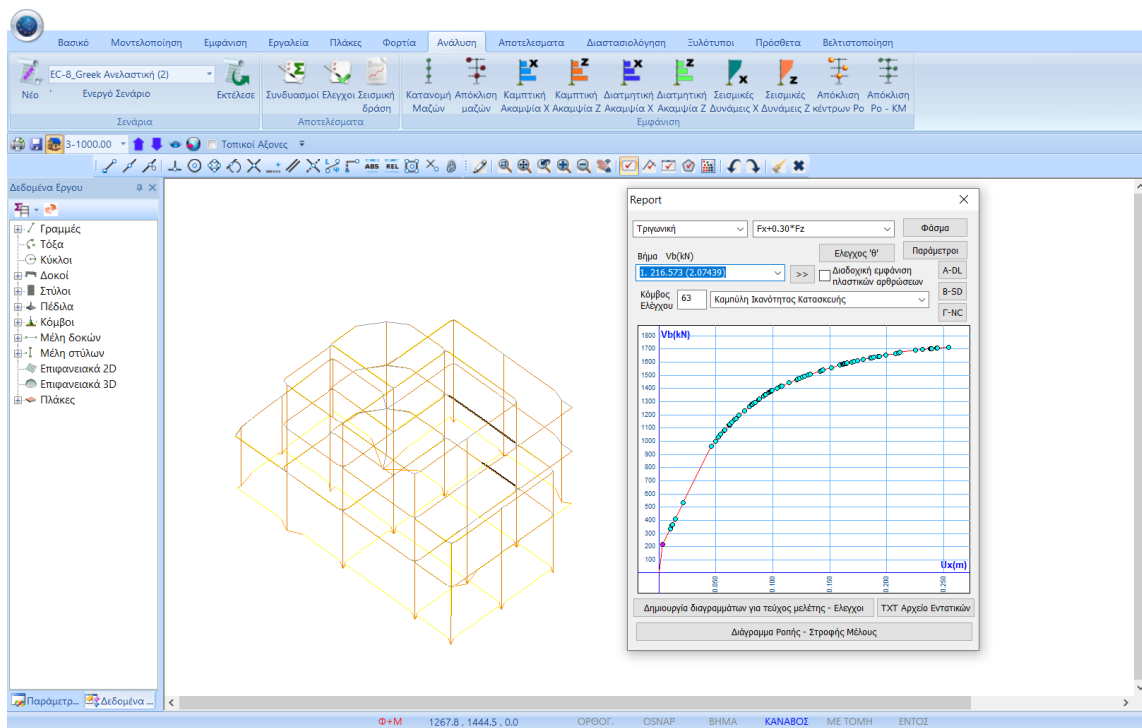 Βασικό Μοντελοποίηση Εμφάνιση Εργαλεία Πλάκες Φορτία Ανάλυση Αποτελεσματα Διαστασιολόγηση Ξυλότυποι Πρόσθετα Βελτιστοποίηση
EC-8_Greek Ανελαστική (2)
Νέο Ενεργό Σενάριο Εκτέλεσε Συνδυασμοί Ελεγχοι Σεισμική δράση Κατανομή Μαζών Απόκλιση μαζών Καμπτική Ακαμψία X Καμπτική Ακαμψία Z Διατμητική Ακαμψία X Διατμητική Ακαμψία Z Σεισμικές Δυνάμεις X Σεισμικές Δυνάμεις Z Απόκλιση κέντρων Ρο Απόκλιση Ρο - ΚΜ
Σενάρια Αποτελέσματα Εμφάνιση
3-1000.00 Τοπικοί Αξονες
ABS REL
Δεδομένα Εργου
Γραμμές
Τόξα
Κύκλοι
Δοκοί
Στύλοι
Πέδιλα
Κόμβοι
Μέλη δοκών
Μέλη στύλων
Επιφανειακά 2D
Επιφανειακά 3D
Πλάκες
Παράμετρ... Δεδομένα ...
Report
Τριγωνική Fx+0.30*Fz Φάσμα
Βήμα Vb(kN) Ελεγχος 'θ' Παράμετροι
1. 216.573 (2.07439) >> Διαδοχική εμφάνιση πλαστικών αρθρώσεων A-DL
Κόμβος Ελέγχου 63 Καμπύλη Ικανότητας Κατασκευής B-SD
Γ-NC
Vb(kN)
1800
1700
1600
1500
1400
1300
1200
1100
1000
900
800
700
600
500
400
300
200
100
Ux(m)
0.050 0.100 0.150 0.200 0.250
Δημιουργία διαγραμμάτων για τεύχος μελέτης - Ελεγχοι TXT Αρχείο Εντατικών
Διάγραμμα Ροπής - Στροφής Μέλους
Φ+Μ 1267.8 , 1444.5 , 0.0 ΟΡΘΟΓ. OSNAP ΒΗΜΑ ΚΑΝΑΒΟΣ ΜΕ ΤΟΜΗ ΕΝΤΟΣ